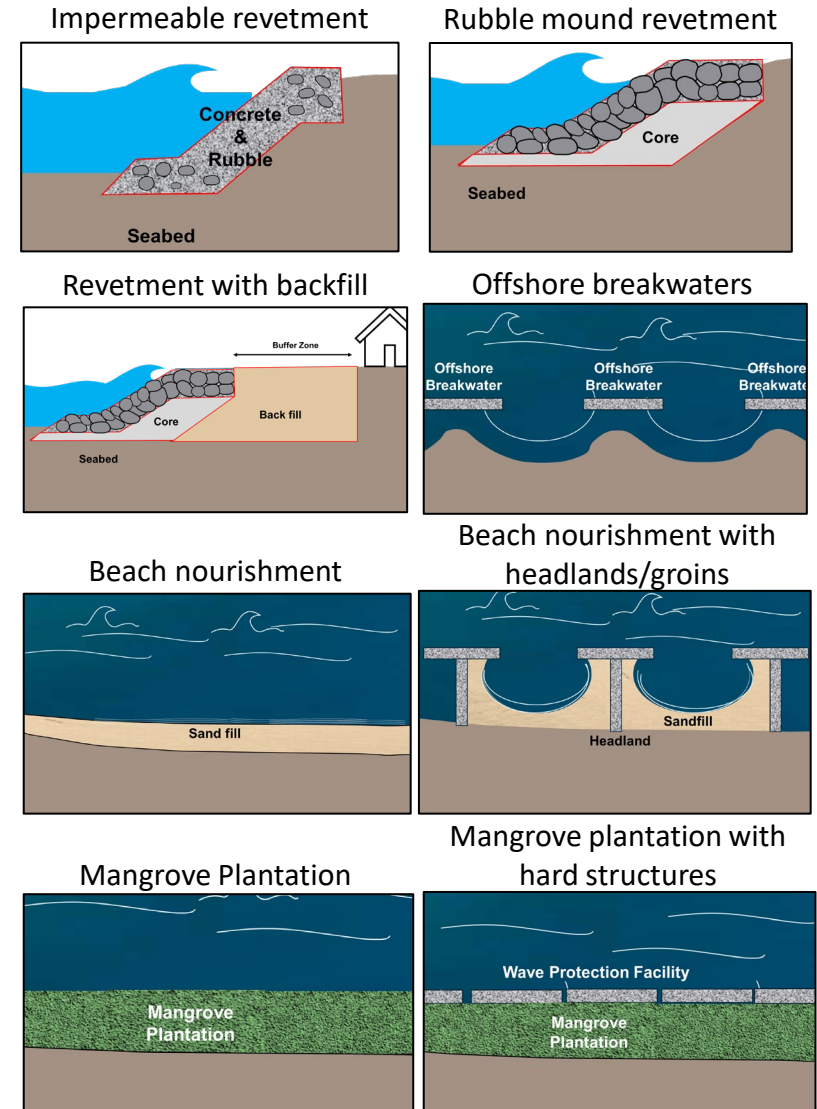 Impermeable revetment
Concrete
&
Rubble
Seabed
Rubble mound revetment
Core
Seabed
Revetment with backfill
Buffer Zone
Core
Back fill
Seabed
Offshore breakwaters
Offshore
Breakwater
Offshore
Breakwater
Offshore
Breakwate
Beach nourishment
Sand fill
Beach nourishment with
headlands/groins
Sandfill
Headland
Mangrove Plantation
Mangrove
Plantation
Mangrove plantation with
hard structures
Wave Protection Facility
Mangrove
Plantation